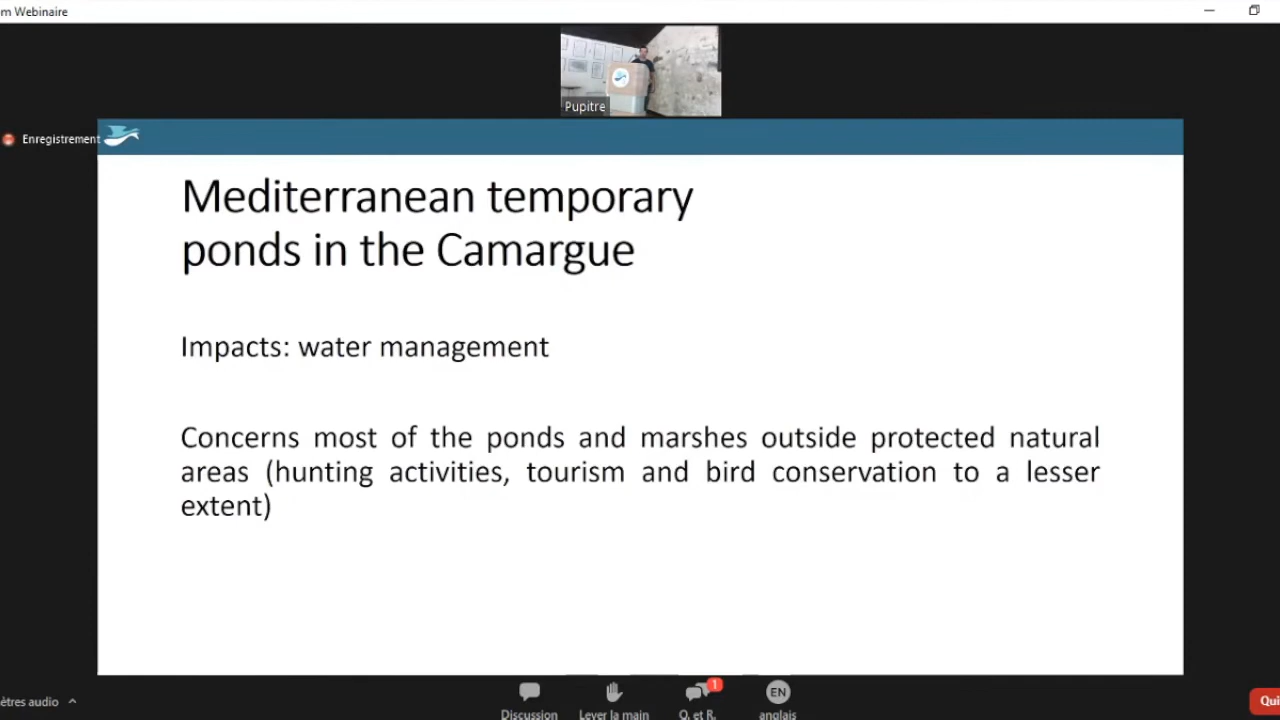 m Webinaire
Pupitre
Enregistrement
Mediterranean temporary
ponds in the Camargue
Impacts: water management
Concerns most of the ponds and marshes outside protected natural
areas (hunting activities, tourism and bird conservation to a lesser
extent)
ètres audio
Discussion
Lever la main
1
Q. et R.
EN
anglais
Qui